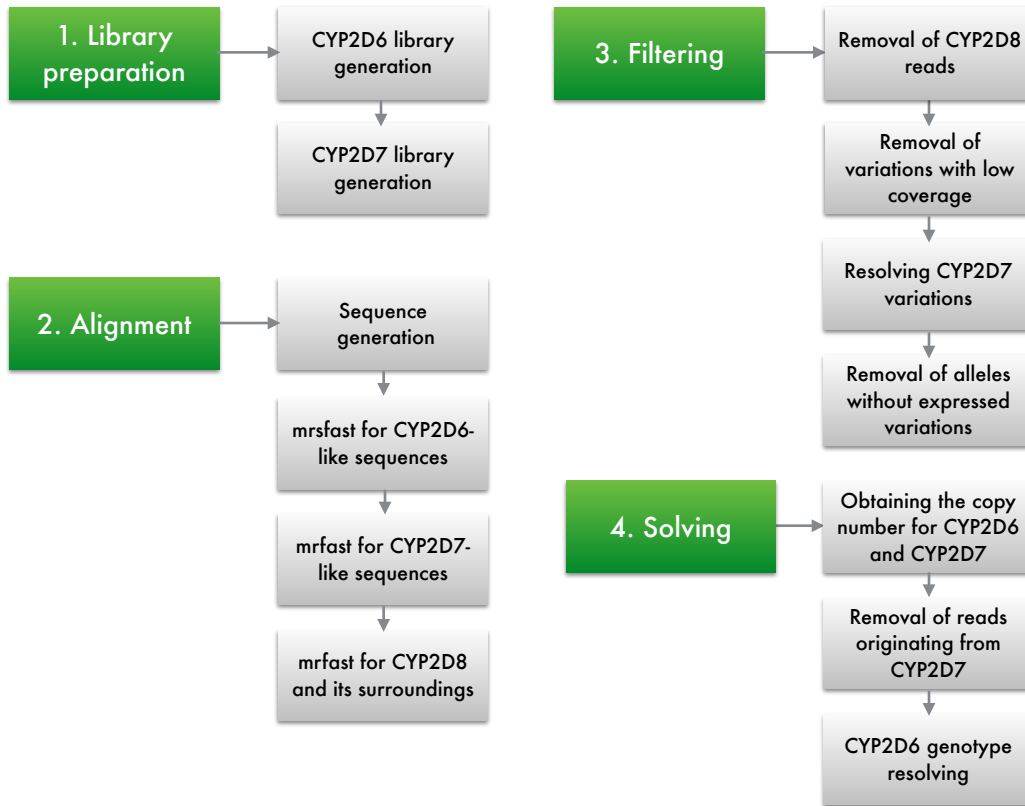 1. Library
preparation
CYP2D6 library
generation
CYP2D7 library
generation
2. Alignment
Sequence
generation
mrsfast for CYP2D6-
like sequences
mrfast for CYP2D7-
like sequences
mrfast for CYP2D8
and its surroundings
3. Filtering
Removal of CYP2D8
reads
Removal of
variations with low
coverage
Resolving CYP2D7
variations
Removal of alleles
without expressed
variations
4. Solving
Obtaining the copy
number for CYP2D6
and CYP2D7
Removal of reads
originating from
CYP2D7
CYP2D6 genotype
resolving